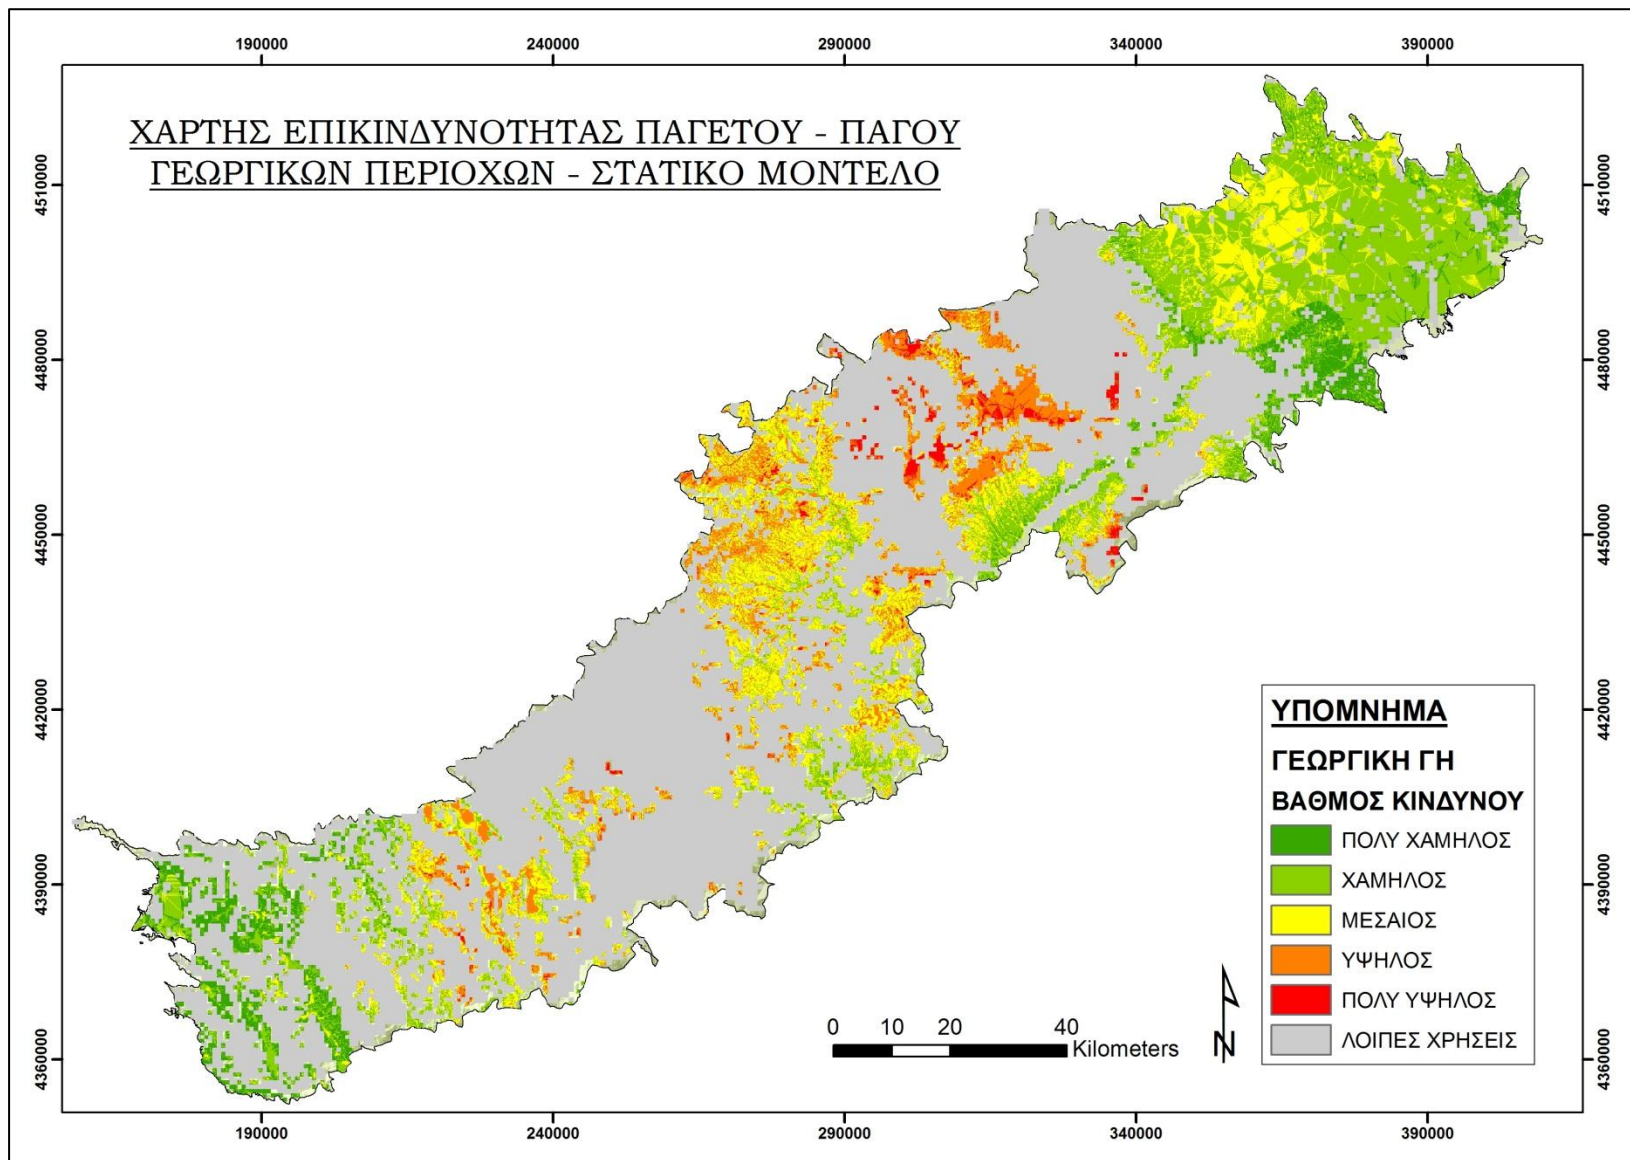 190000 240000 290000 340000 390000
ΧΑΡΤΗΣ ΕΠΙΚΙΝΔΥΝΟΤΗΤΑΣ ΠΑΓΕΤΟΥ - ΠΑΓΟΥ
ΓΕΩΡΓΙΚΩΝ ΠΕΡΙΟΧΩΝ - ΣΤΑΤΙΚΟ ΜΟΝΤΕΛΟ
4510000 4510000
4480000 4480000
4450000 4450000
4420000 4420000
4390000 4390000
4360000 4360000
ΥΠΟΜΝΗΜΑ
ΓΕΩΡΓΙΚΗ ΓΗ
ΒΑΘΜΟΣ ΚΙΝΔΥΝΟΥ
ΠΟΛΥ ΧΑΜΗΛΟΣ
ΧΑΜΗΛΟΣ
ΜΕΣΑΙΟΣ
ΥΨΗΛΟΣ
ΠΟΛΥ ΥΨΗΛΟΣ
ΛΟΙΠΕΣ ΧΡΗΣΕΙΣ
0 10 20 40
Kilometers
N
190000 240000 290000 340000 390000